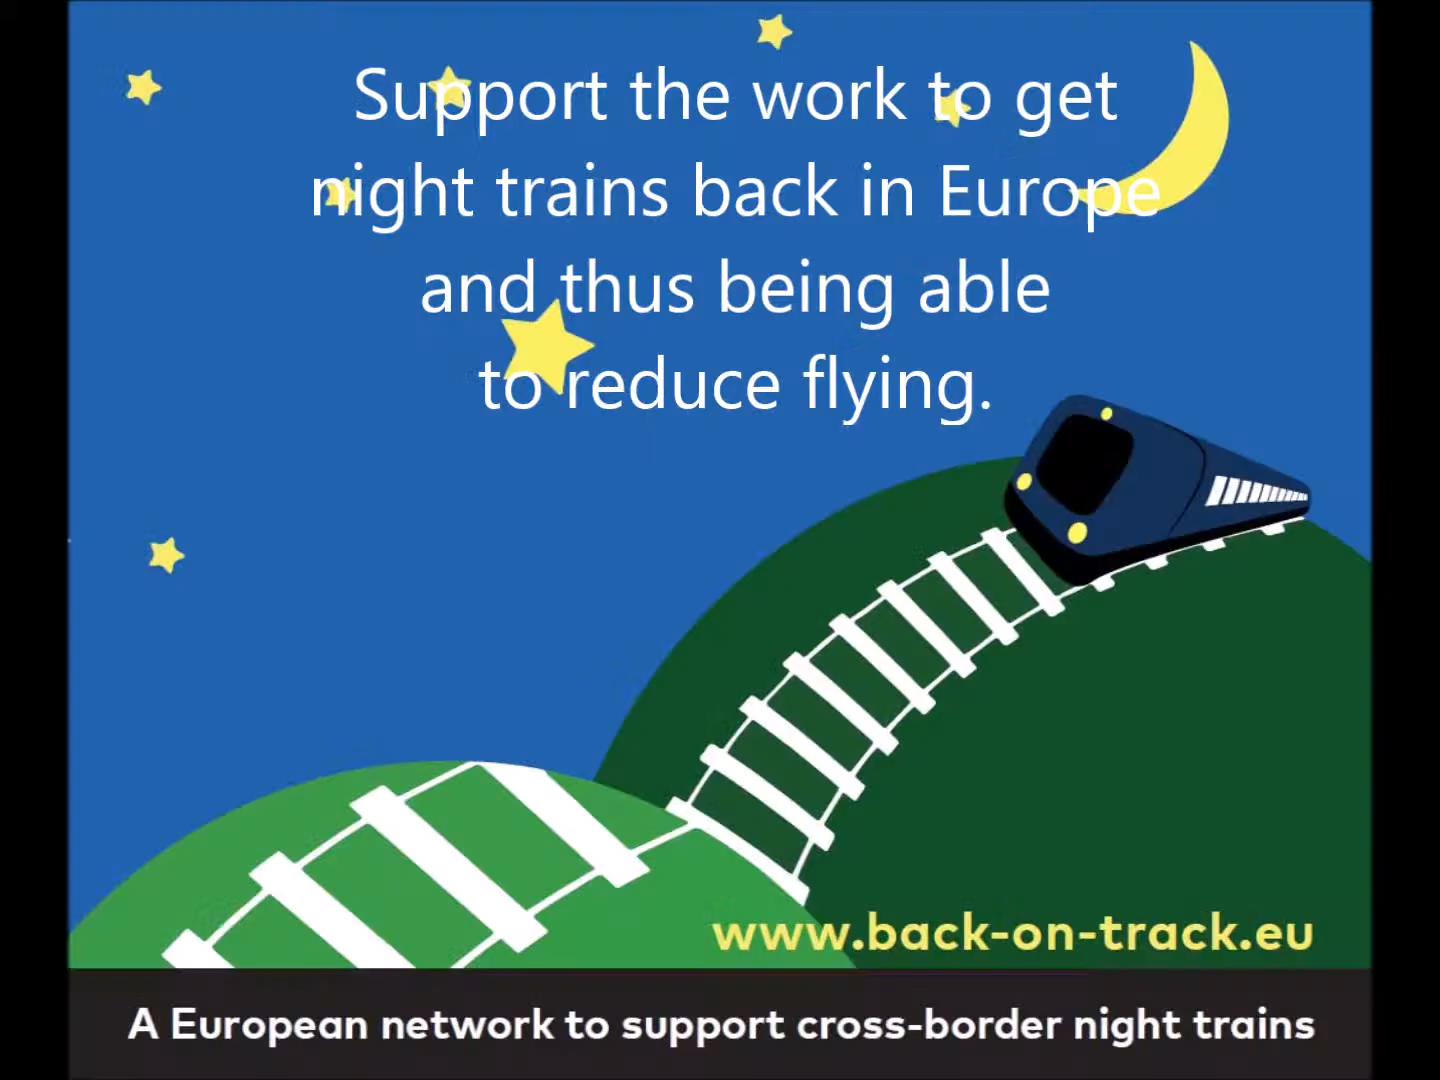 Support the work to get
night trains back in Europe
and thus being able
to reduce flying.
www.back-on-track.eu
A European network to support cross-border night trains